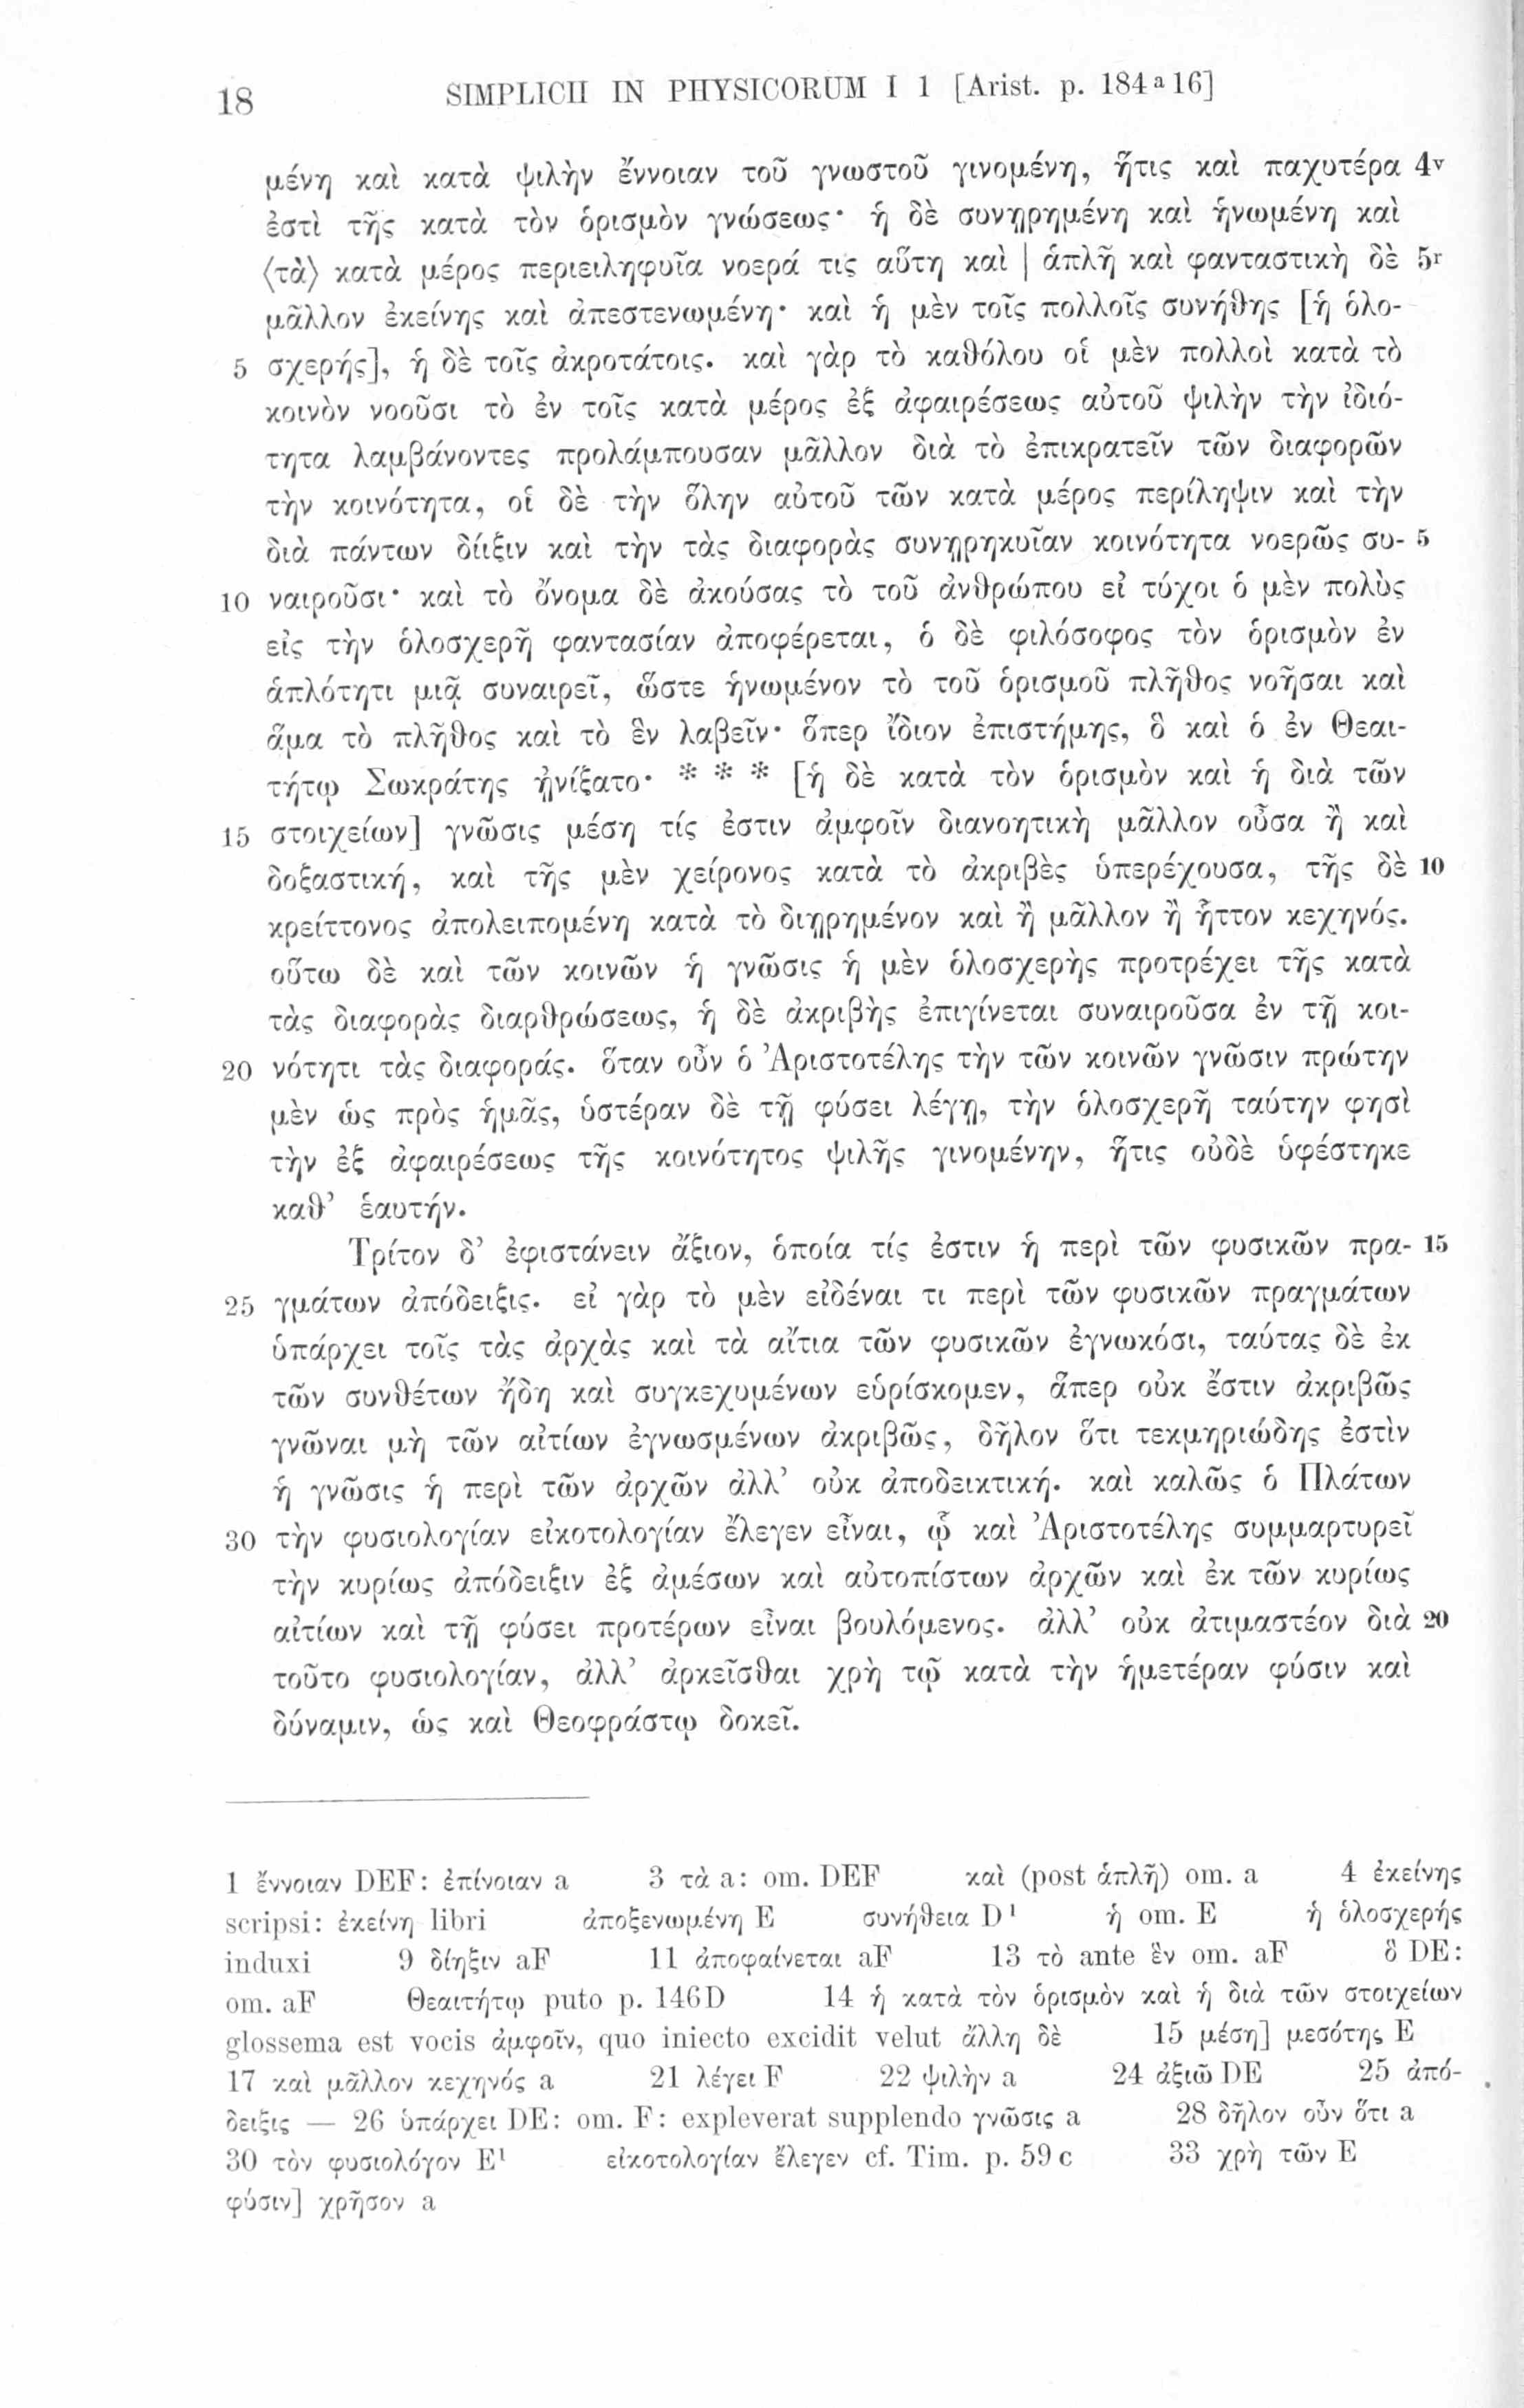 18 SIMPLICII IN PHYSICORUM I 1 [Arist. p. 184ᵃ16]
μένη καὶ κατὰ ψιλὴν ἔννοιαν τοῦ γνωστοῦ γινομένη, ἥτις καὶ παχυτέρα 4ᵛ
ἐστὶ τῆς κατὰ τὸν ὁρισμὸν γνώσεως· ἡ δὲ συνῃρημένη καὶ ἡνωμένη καὶ
⟨τὰ⟩ κατὰ μέρος περιειληφυῖα νοερά τις αὕτη καὶ | ἁπλῆ καὶ φανταστικὴ δὲ 5ʳ
μᾶλλον ἐκείνης καὶ ἀπεστενωμένη· καὶ ἡ μὲν τοῖς πολλοῖς συνήθης [ἡ ὁλο-
5 σχερής], ἡ δὲ τοῖς ἀκροτάτοις. καὶ γὰρ τὸ καθόλου οἱ μὲν πολλοὶ κατὰ τὸ
κοινὸν νοοῦσι τὸ ἐν τοῖς κατὰ μέρος ἐξ ἀφαιρέσεως αὐτοῦ ψιλὴν τὴν ἰδιό-
τητα λαμβάνοντες προλάμπουσαν μᾶλλον διὰ τὸ ἐπικρατεῖν τῶν διαφορῶν
τὴν κοινότητα, οἱ δὲ τὴν ὅλην αὐτοῦ τῶν κατὰ μέρος περίληψιν καὶ τὴν
διὰ πάντων δίιξιν καὶ τὴν τὰς διαφορὰς συνῃρηκυῖαν κοινότητα νοερῶς συ- 5
10 ναιροῦσι· καὶ τὸ ὄνομα δὲ ἀκούσας τὸ τοῦ ἀνθρώπου εἰ τύχοι ὁ μὲν πολὺς
εἰς τὴν ὁλοσχερῆ φαντασίαν ἀποφέρεται, ὁ δὲ φιλόσοφος τὸν ὁρισμὸν ἐν
ἁπλότητι μιᾷ συναιρεῖ, ὥστε ἡνωμένον τὸ τοῦ ὁρισμοῦ πλῆθος νοῆσαι καὶ
ἅμα τὸ πλῆθος καὶ τὸ ἓν λαβεῖν· ὅπερ ἴδιον ἐπιστήμης, ὃ καὶ ὁ ἐν Θεαι-
τήτῳ Σωκράτης ᾐνίξατο· * * * [ἡ δὲ κατὰ τὸν ὁρισμὸν καὶ ἡ διὰ τῶν
15 στοιχείων] γνῶσις μέση τίς ἐστιν ἀμφοῖν διανοητικὴ μᾶλλον οὖσα ἢ καὶ
δοξαστική, καὶ τῆς μὲν χείρονος κατὰ τὸ ἀκριβὲς ὑπερέχουσα, τῆς δὲ 10
κρείττονος ἀπολειπομένη κατὰ τὸ διῃρημένον καὶ ἢ μᾶλλον ἢ ἧττον κεχηνός.
οὕτω δὲ καὶ τῶν κοινῶν ἡ γνῶσις ἡ μὲν ὁλοσχερὴς προτρέχει τῆς κατὰ
τὰς διαφορὰς διαρθρώσεως, ἡ δὲ ἀκριβὴς ἐπιγίνεται συναιροῦσα ἐν τῇ κοι-
20 νότητι τὰς διαφοράς. ὅταν οὖν ὁ Ἀριστοτέλης τὴν τῶν κοινῶν γνῶσιν πρώτην
μὲν ὡς πρὸς ἡμᾶς, ὑστέραν δὲ τῇ φύσει λέγῃ, τὴν ὁλοσχερῆ ταύτην φησὶ
τὴν ἐξ ἀφαιρέσεως τῆς κοινότητος ψιλῆς γινομένην, ἥτις οὐδὲ ὑφέστηκε
καθ’ ἑαυτήν.
Τρίτον δ’ ἐφιστάνειν ἄξιον, ὁποία τίς ἐστιν ἡ περὶ τῶν φυσικῶν πρα- 15
25 γμάτων ἀπόδειξις. εἰ γὰρ τὸ μὲν εἰδέναι τι περὶ τῶν φυσικῶν πραγμάτων
ὑπάρχει τοῖς τὰς ἀρχὰς καὶ τὰ αἴτια τῶν φυσικῶν ἐγνωκόσι, ταύτας δὲ ἐκ
τῶν συνθέτων ἤδη καὶ συγκεχυμένων εὑρίσκομεν, ἅπερ οὐκ ἔστιν ἀκριβῶς
γνῶναι μὴ τῶν αἰτίων ἐγνωσμένων ἀκριβῶς, δῆλον ὅτι τεκμηριώδης ἐστὶν
ἡ γνῶσις ἡ περὶ τῶν ἀρχῶν ἀλλ’ οὐκ ἀποδεικτική. καὶ καλῶς ὁ Πλάτων
30 τὴν φυσιολογίαν εἰκοτολογίαν ἔλεγεν εἶναι, ᾧ καὶ Ἀριστοτέλης συμμαρτυρεῖ
τὴν κυρίως ἀπόδειξιν ἐξ ἀμέσων καὶ αὐτοπίστων ἀρχῶν καὶ ἐκ τῶν κυρίως
αἰτίων καὶ τῇ φύσει προτέρων εἶναι βουλόμενος. ἀλλ’ οὐκ ἀτιμαστέον διὰ 20
τοῦτο φυσιολογίαν, ἀλλ’ ἀρκεῖσθαι χρὴ τῷ κατὰ τὴν ἡμετέραν φύσιν καὶ
δύναμιν, ὡς καὶ Θεοφράστῳ δοκεῖ.
1 ἔννοιαν DEF: ἐπίνοιαν a 3 τὰ a: om. DEF καὶ (post ἁπλῆ) om. a 4 ἐκείνης
scripsi: ἐκείνη libri ἀποξενωμένη E συνήθεια D¹ ἡ om. E ἡ ὁλοσχερής
induxi 9 δίηξιν aF 11 ἀποφαίνεται aF 13 τὸ ante ἓν om. aF ὃ DE:
om. aF Θεαιτήτῳ puto p. 146D 14 ἡ κατὰ τὸν ὁρισμὸν καὶ ἡ διὰ τῶν στοιχείων
glossema est vocis ἀμφοῖν, quo iniecto excidit velut ἄλλη δὲ 15 μέση] μεσότης E
17 καὶ μᾶλλον κεχηνός a 21 λέγει F 22 ψιλὴν a 24 ἀξιῶ DE 25 ἀπό-
δειξις — 26 ὑπάρχει DE: om. F: expleverat supplendo γνῶσις a 28 δῆλον οὖν ὅτι a
30 τὸν φυσιολόγον E¹ εἰκοτολογίαν ἔλεγεν cf. Tim. p. 59 c 33 χρὴ τῶν E
φύσιν] χρῆσον a